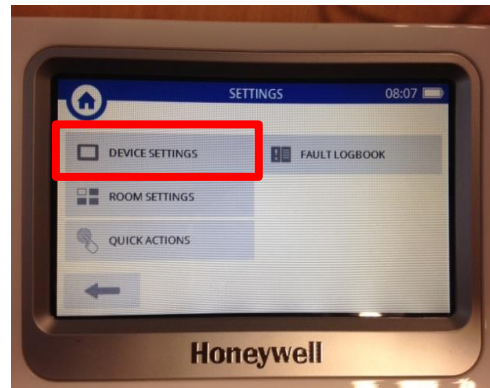 SETTINGS 08:07
DEVICE SETTINGS
FAULT LOGBOOK
ROOM SETTINGS
QUICK ACTIONS
Honeywell